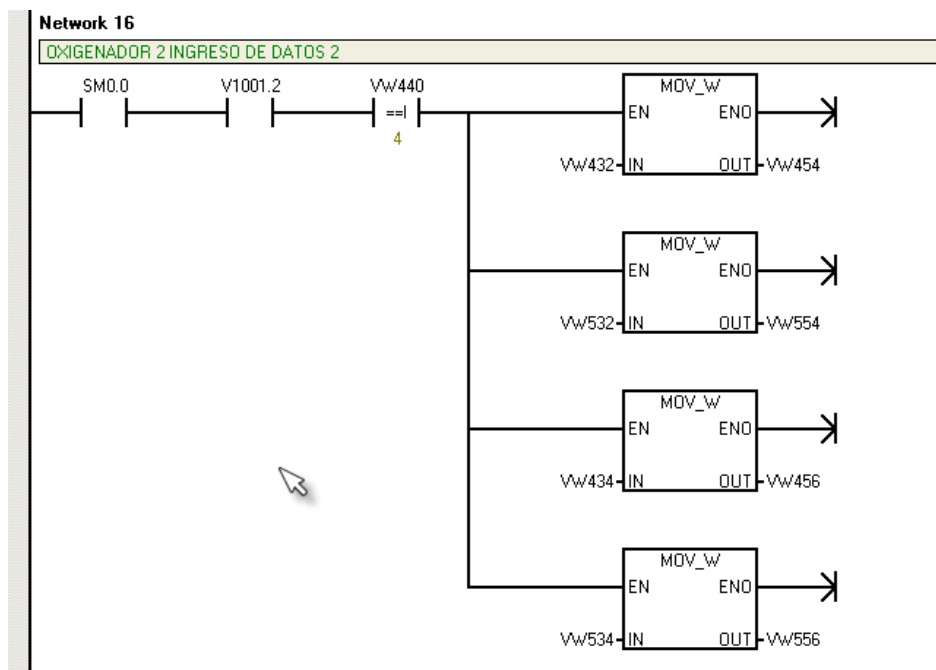 Network 16
OXIGENADOR 2 INGRESO DE DATOS 2
SM0.0 V1001.2 VW440 MOV_W
==I EN ENO
4
VW432 IN OUT VW454
MOV_W
EN ENO
VW532 IN OUT VW554
MOV_W
EN ENO
VW434 IN OUT VW456
MOV_W
EN ENO
VW534 IN OUT VW556